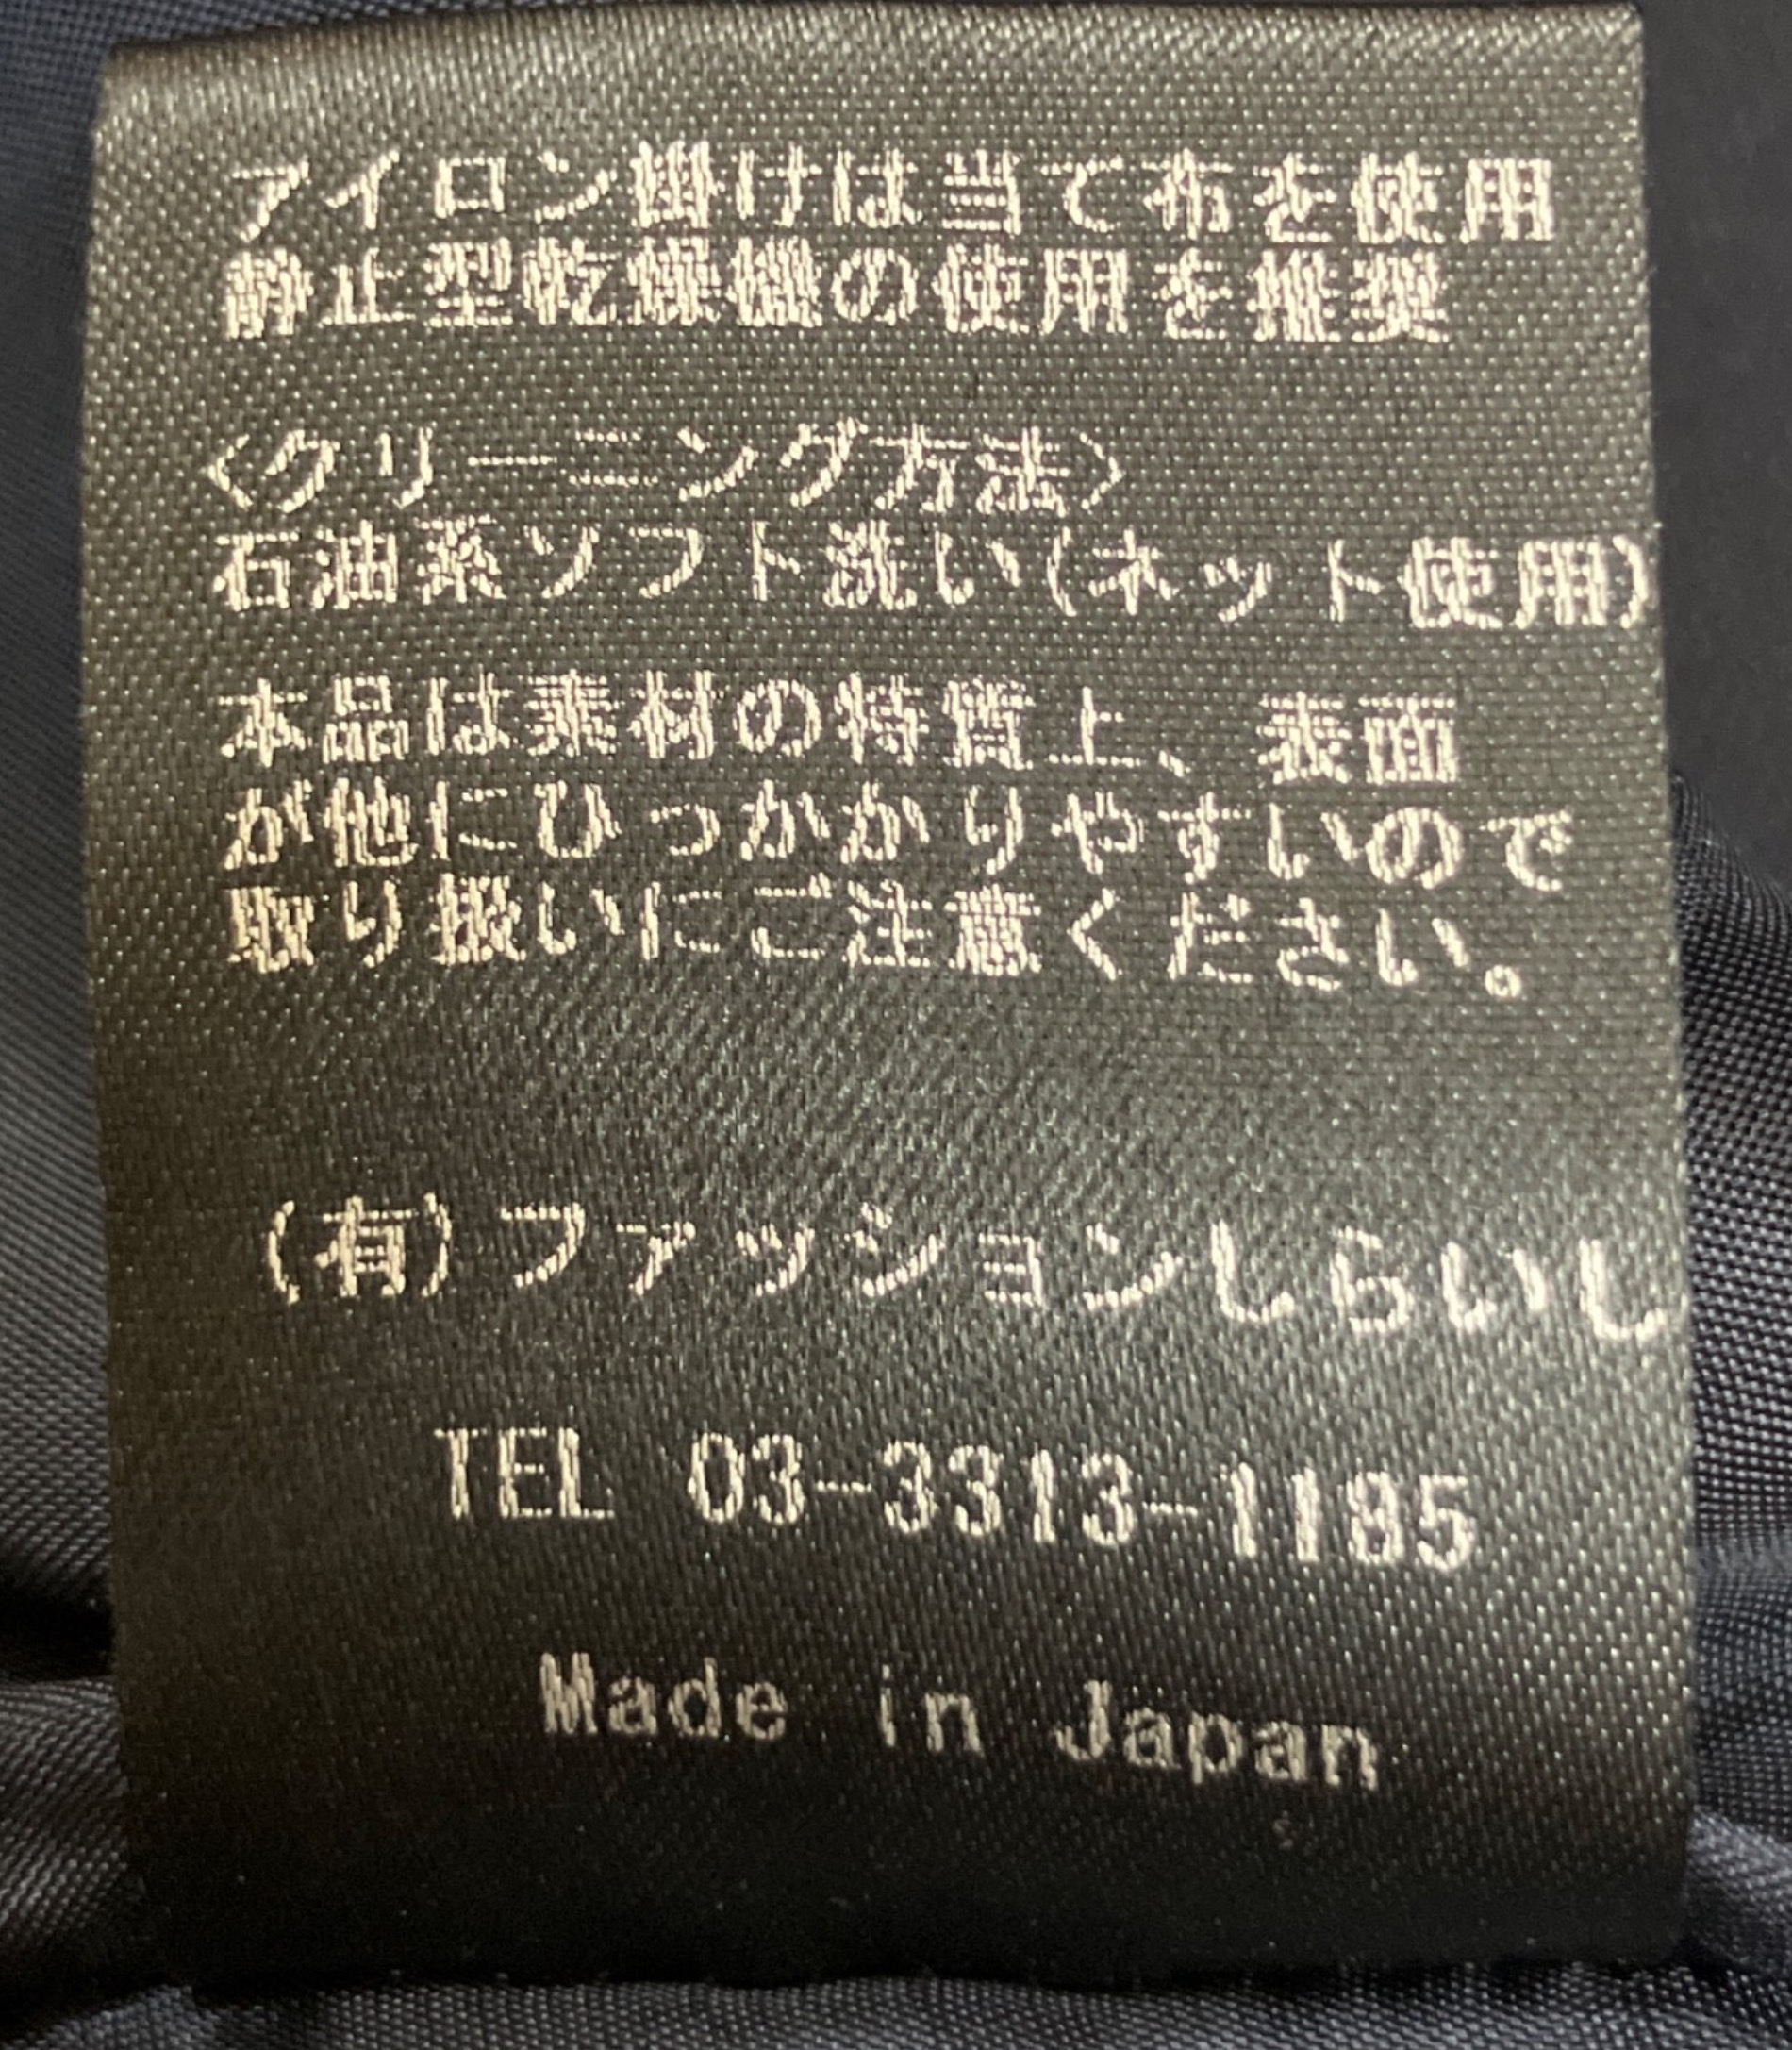 アイロン掛けは当て布を使用
静止型乾燥機の使用を推奨
〈クリーニング方法〉
石油系ソフト洗い(ネット使用)
本品は素材の特質上、表面
が他にひっかかりやすいので
取り扱いにご注意ください。
(有)ファッションしらいし
TEL 03-3313-1185
Made in Japan